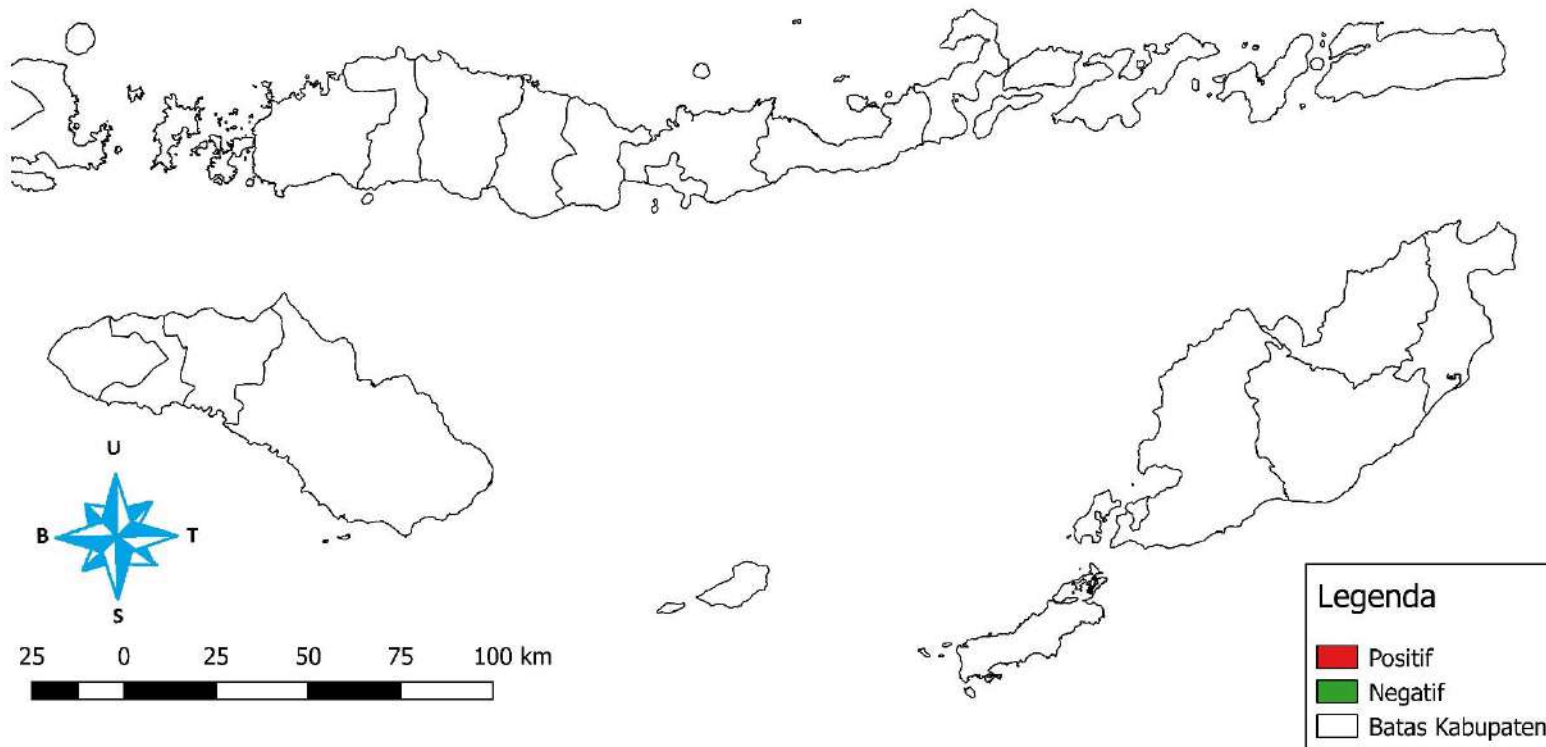 U
B T
S
25 0 25 50 75 100 km
Legenda
Positif
Negatif
Batas Kabupaten